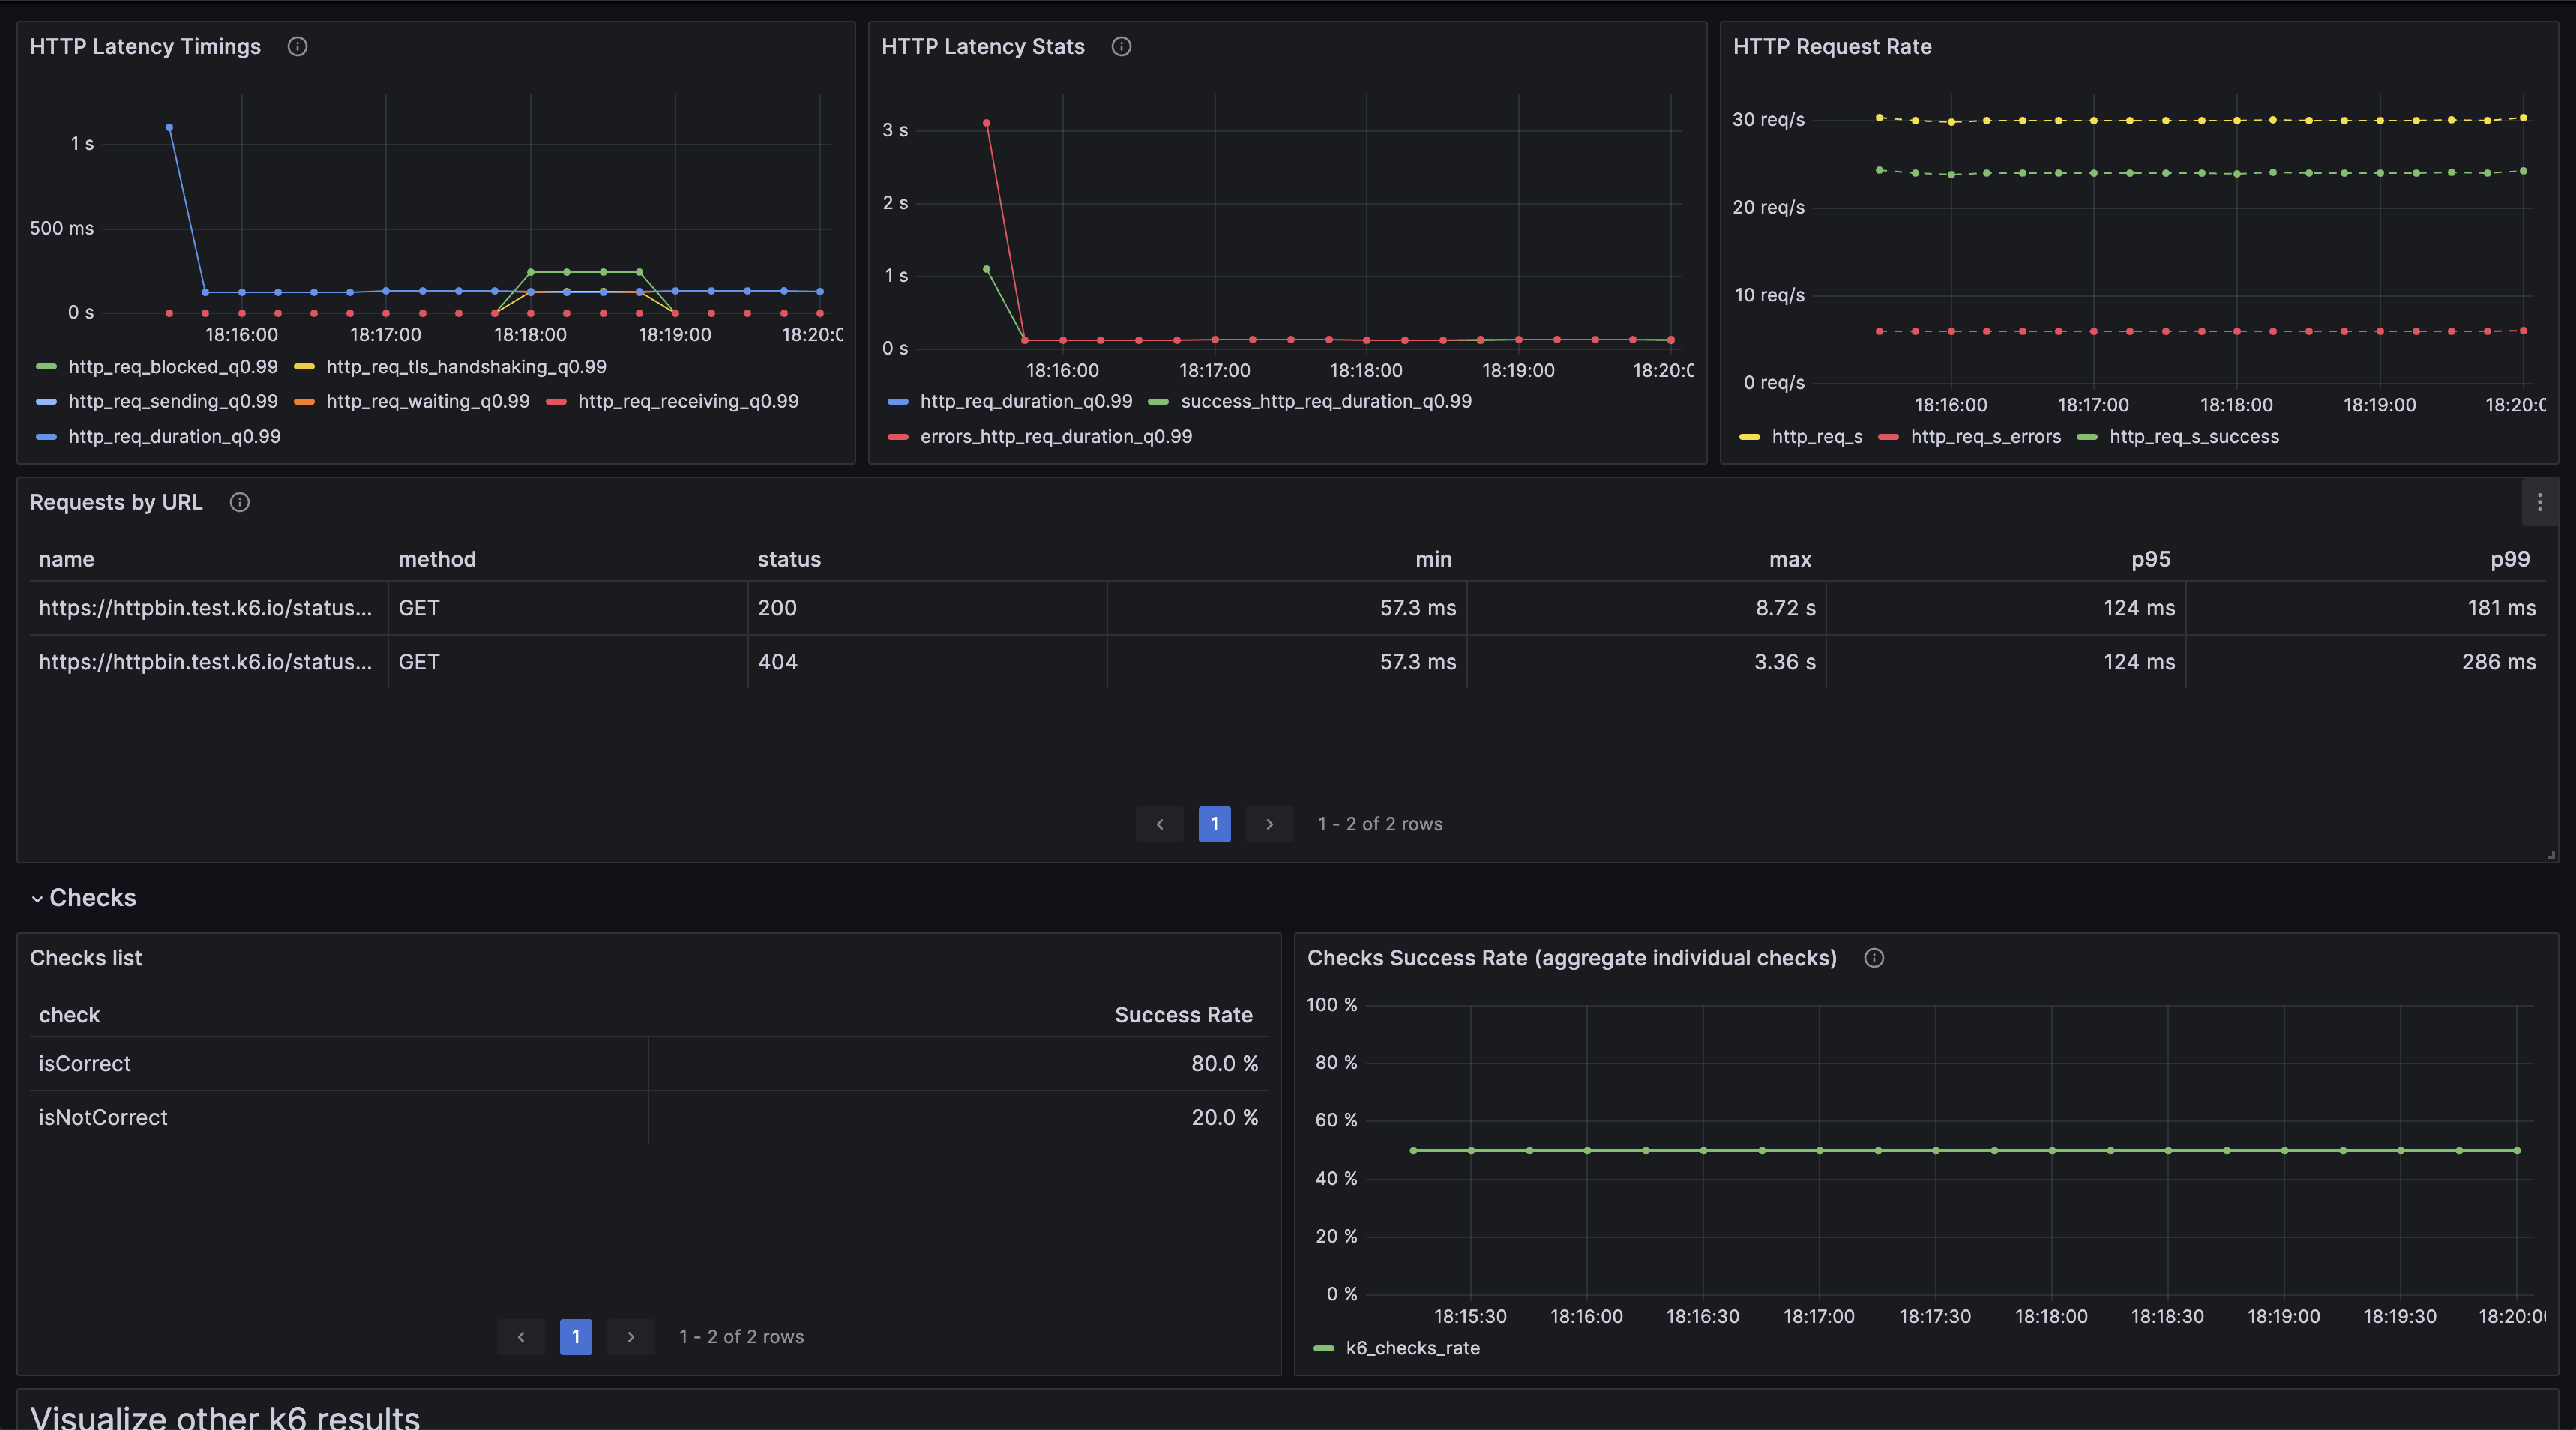 HTTP Latency Timings
1 s
500 ms
0 s
18:16:00 18:17:00 18:18:00 18:19:00 18:20:0
http_req_blocked_q0.99 http_req_tls_handshaking_q0.99
http_req_sending_q0.99 http_req_waiting_q0.99 http_req_receiving_q0.99
http_req_duration_q0.99
HTTP Latency Stats
3 s
2 s
1 s
0 s
18:16:00 18:17:00 18:18:00 18:19:00 18:20:0
http_req_duration_q0.99 success_http_req_duration_q0.99
errors_http_req_duration_q0.99
HTTP Request Rate
30 req/s
20 req/s
10 req/s
0 req/s
18:16:00 18:17:00 18:18:00 18:19:00 18:20:0
http_req_s http_req_s_errors http_req_s_success
Requests by URL
name method status min max p95 p99
https://httpbin.test.k6.io/status... GET 200 57.3 ms 8.72 s 124 ms 181 ms
https://httpbin.test.k6.io/status... GET 404 57.3 ms 3.36 s 124 ms 286 ms
1
1 - 2 of 2 rows
Checks
Checks list
check Success Rate
isCorrect 80.0 %
isNotCorrect 20.0 %
1
1 - 2 of 2 rows
Checks Success Rate (aggregate individual checks)
100 %
80 %
60 %
40 %
20 %
0 %
18:15:30 18:16:00 18:16:30 18:17:00 18:17:30 18:18:00 18:18:30 18:19:00 18:19:30 18:20:00
k6_checks_rate
Visualize other k6 results